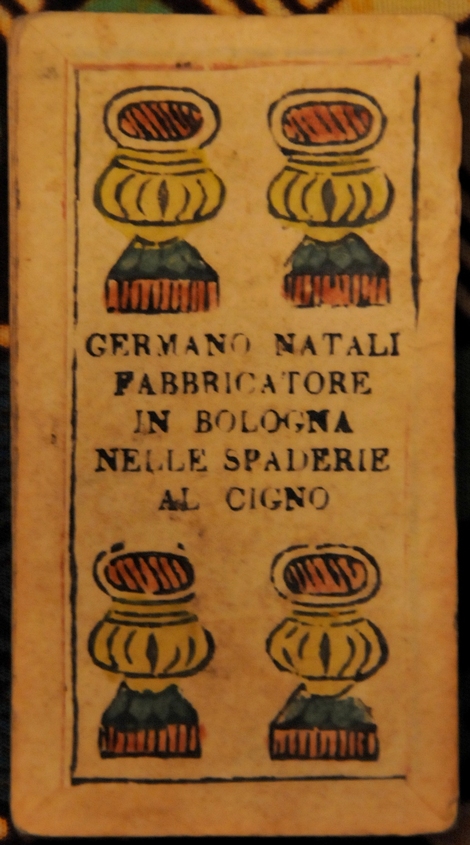 GERMANO NATALI
FABBRICATORE
IN BOLOGNA
NELLE SPADERIE
AL CIGNO